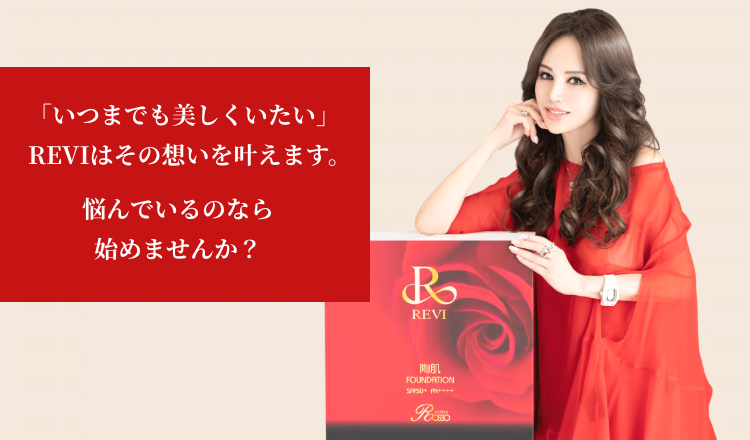 「いつまでも美しくいたい」
REVIはその想いを叶えます。
悩んでいるのなら
始めませんか？
R
REVI
陶肌
FOUNDATION
SPF50+ PA++++
Rosso